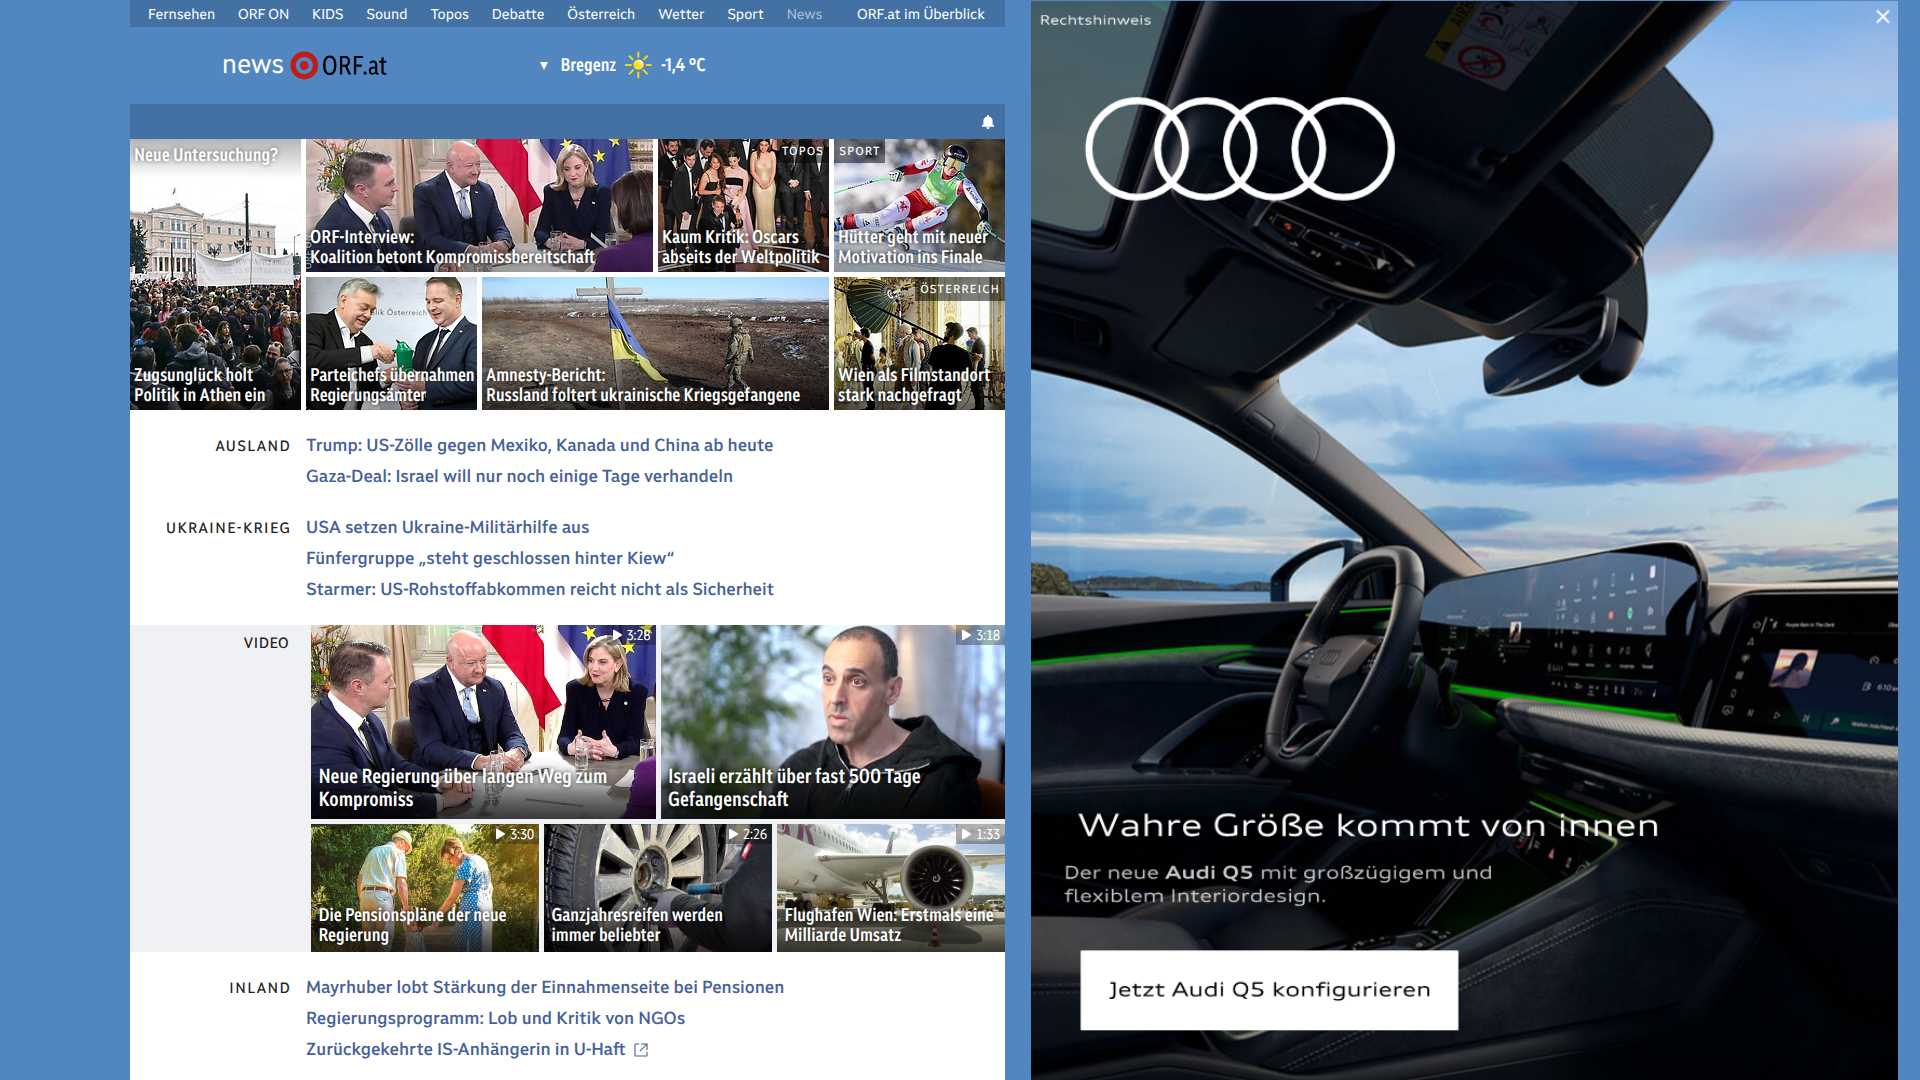 Fernsehen ORF ON KIDS Sound Topos Debatte Österreich Wetter Sport News ORF.at im Überblick
news ORF.at
Bregenz -1,4 °C
Neue Untersuchung?
Zugsunglück holt
Politik in Athen ein
ORF-Interview:
Koalition betont Kompromissbereitschaft
TOPOS
Kaum Kritik: Oscars
abseits der Weltpolitik
SPORT
Hütter geht mit neuer
Motivation ins Finale
Parteichefs übernahmen
Regierungsämter
Amnesty-Bericht:
Russland foltert ukrainische Kriegsgefangene
ÖSTERREICH
Wien als Filmstandort
stark nachgefragt
AUSLAND
Trump: US-Zölle gegen Mexiko, Kanada und China ab heute
Gaza-Deal: Israel will nur noch einige Tage verhandeln
UKRAINE-KRIEG
USA setzen Ukraine-Militärhilfe aus
Fünfergruppe „steht geschlossen hinter Kiew“
Starmer: US-Rohstoffabkommen reicht nicht als Sicherheit
VIDEO
3:28
Neue Regierung über langen Weg zum
Kompromiss
3:18
Israeli erzählt über fast 500 Tage
Gefangenschaft
3:30
Die Pensionspläne der neue
Regierung
2:26
Ganzjahresreifen werden
immer beliebter
1:33
Flughafen Wien: Erstmals eine
Milliarde Umsatz
INLAND
Mayrhuber lobt Stärkung der Einnahmenseite bei Pensionen
Regierungsprogramm: Lob und Kritik von NGOs
Zurückgekehrte IS-Anhängerin in U-Haft
Rechtshinweis
Wahre Größe kommt von innen
Der neue Audi Q5 mit großzügigem und
flexiblem Interiordesign.
Jetzt Audi Q5 konfigurieren